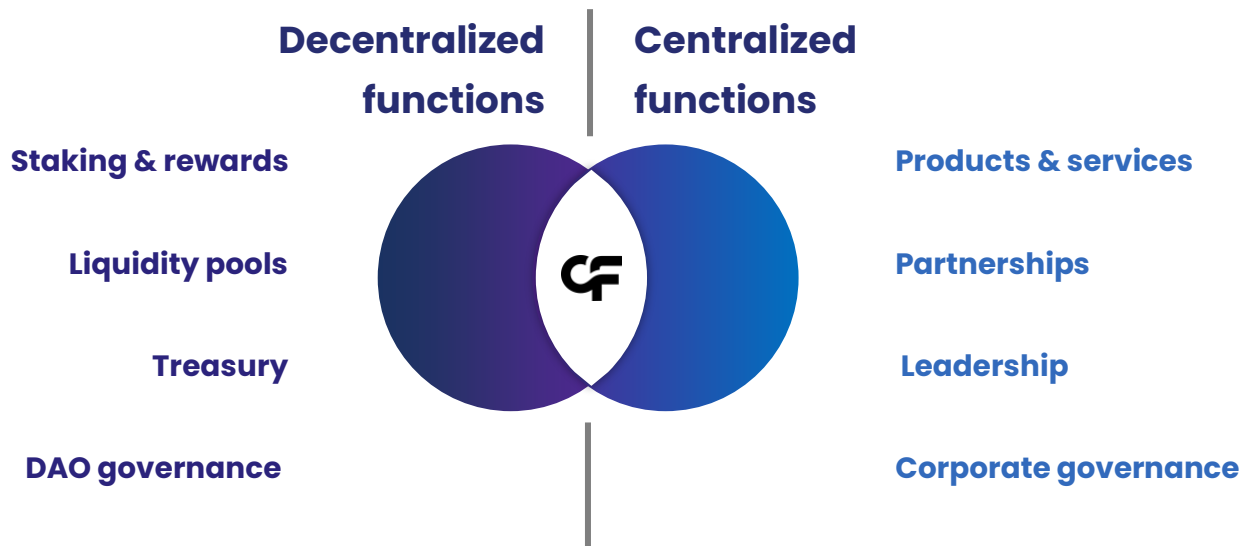 Decentralized
functions
Centralized
functions
Staking & rewards
Liquidity pools
Treasury
DAO governance
CF
Products & services
Partnerships
Leadership
Corporate governance